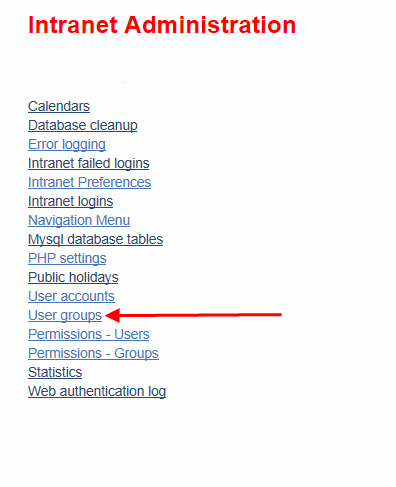 Intranet Administration
Calendars
Database cleanup
Error logging
Intranet failed logins
Intranet Preferences
Intranet logins
Navigation Menu
Mysql database tables
PHP settings
Public holidays
User accounts
User groups
Permissions - Users
Permissions - Groups
Statistics
Web authentication log